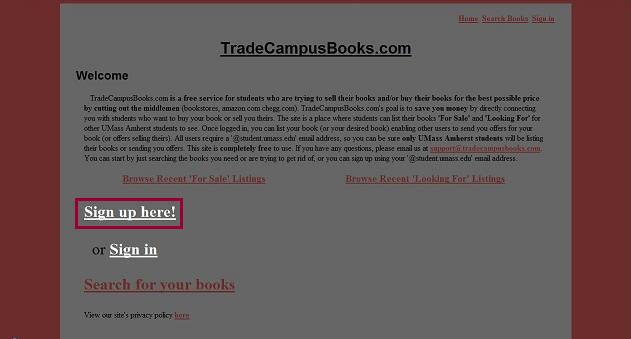 Home Search Books Sign in
TradeCampusBooks.com
Welcome
TradeCampusBooks.com is a free service for students who are trying to sell their books and/or buy their books for the best possible price
by cutting out the middlemen (bookstores, amazon.com chegg.com). TradeCampusBooks.com's goal is to save you money by directly connecting
you with students who want to buy your book or sell you theirs. The site is a place where students can list their books 'For Sale' and 'Looking For' for
other UMass Amherst students to see. Once logged in, you can list your book (or your desired book) enabling other users to send you offers for your
book (or offers selling theirs). All users require a '@student.umass.edu' email address, so you can be sure only UMass Amherst students will be listing
their books or sending you offers. This site is completely free to use. If you have any questions, please email us at support@tradecampusbooks.com.
You can start by just searching the books you need or are trying to get rid of, or you can sign up using your '@student.umass.edu' email address.
Browse Recent 'For Sale' Listings Browse Recent 'Looking For' Listings
Sign up here!
or Sign in
Search for your books
View our site's privacy policy here